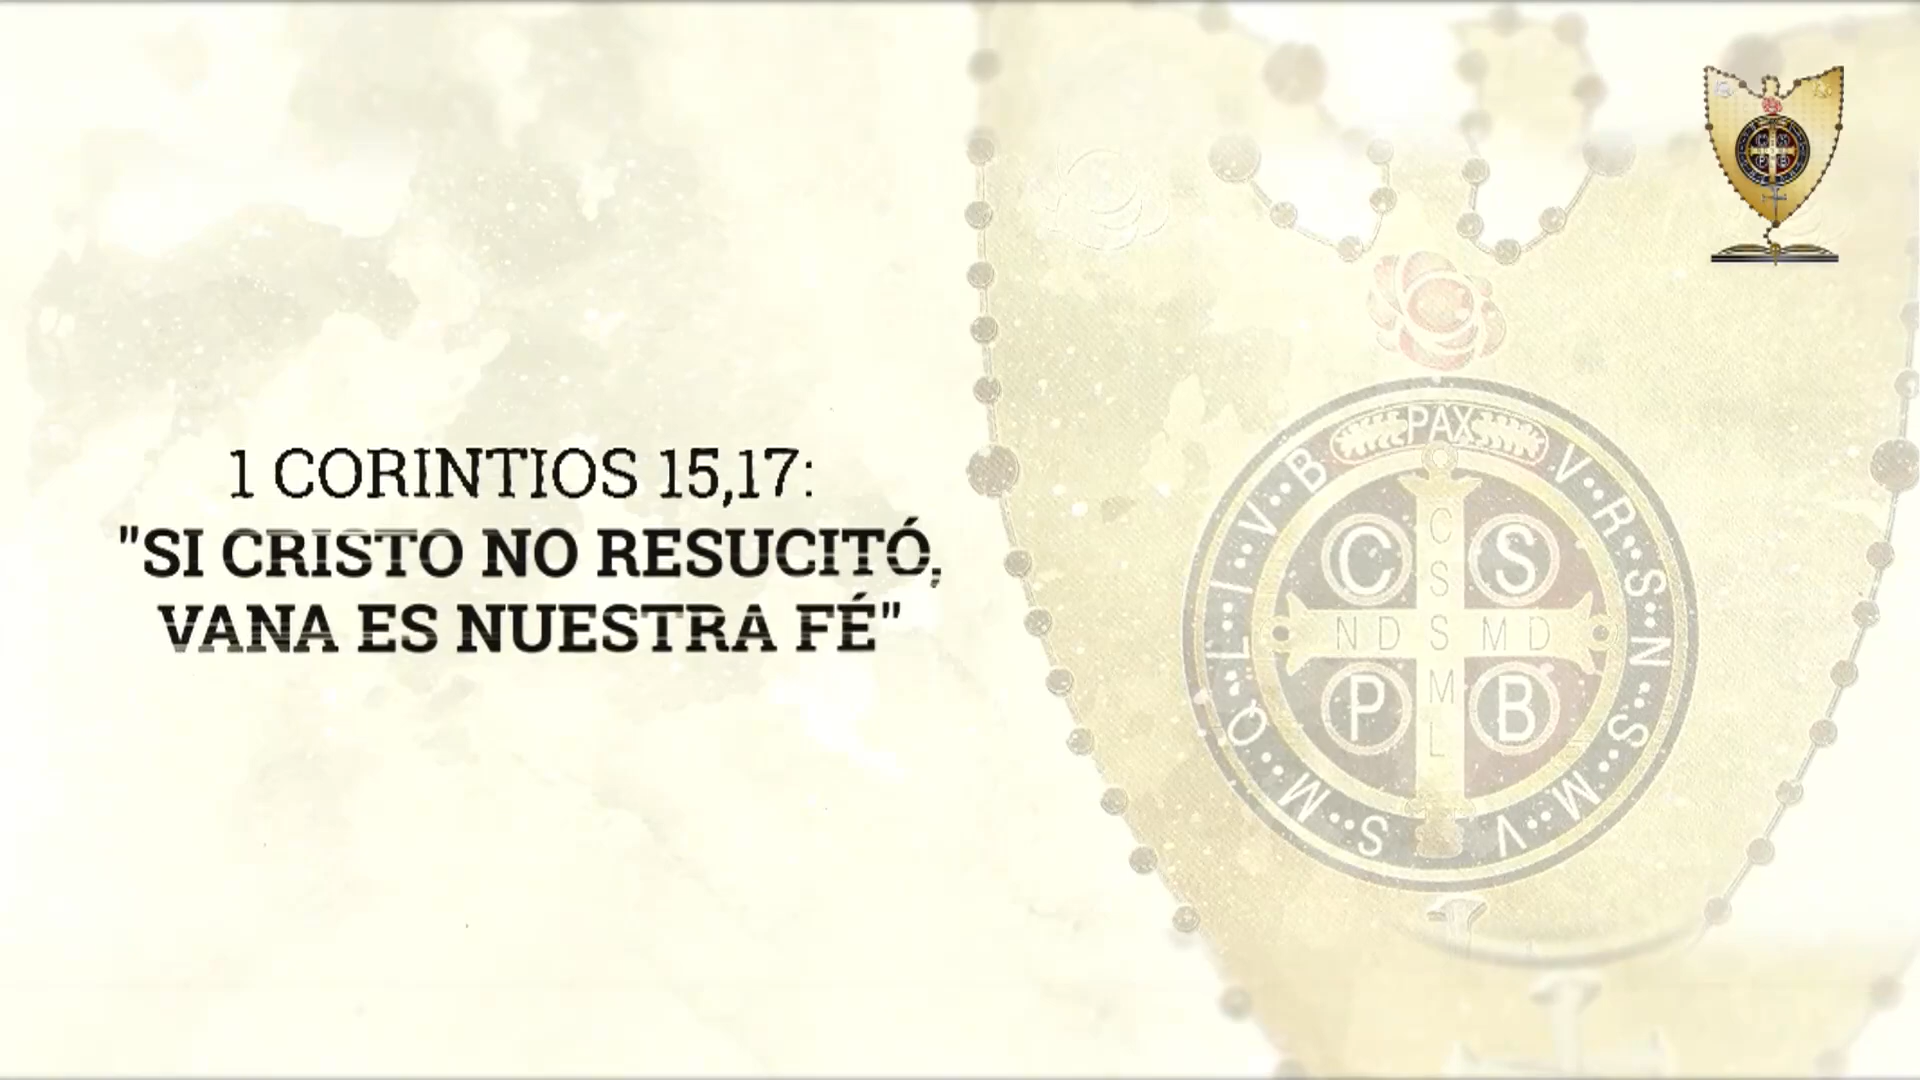 1 CORINTIOS 15,17:
"SI CRISTO NO RESUCITÓ,
VANA ES NUESTRA FÉ"
PAX
V··R··S··N··S··M··V··S··M··Q··L··I··V··B
C S
P B
C
S
N D S M D
M
L